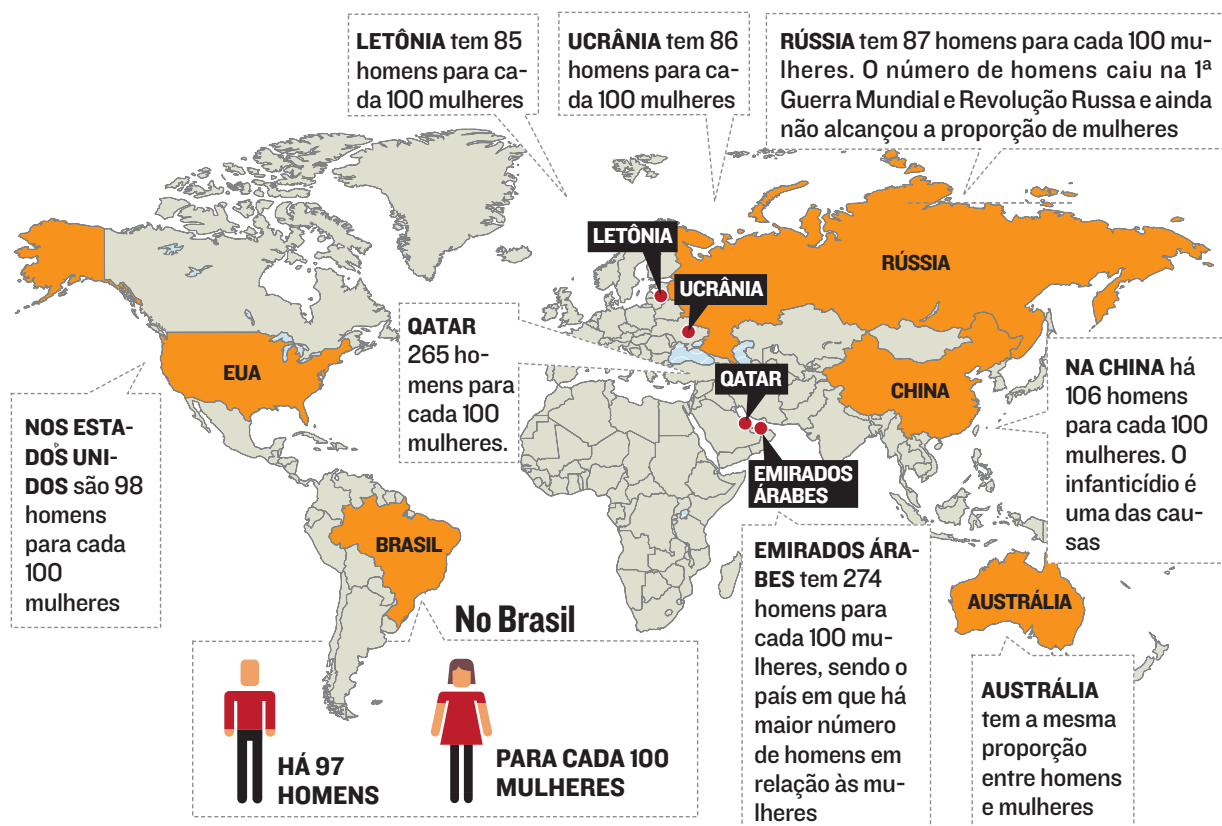 LETÔNIA tem 85
homens para ca-
da 100 mulheres
UCRÂNIA tem 86
homens para ca-
da 100 mulheres
RÚSSIA tem 87 homens para cada 100 mu-
lheres. O número de homens caiu na 1ª
Guerra Mundial e Revolução Russa e ainda
não alcançou a proporção de mulheres
LETÔNIA
UCRÂNIA
RÚSSIA
EUA
QATAR
CHINA
EMIRADOS
ÁRABES
BRASIL
AUSTRÁLIA
QATAR
265 ho-
mens para
cada 100
mulheres.
NOS ESTA-
DOS UNI-
DOS são 98
homens
para cada
100
mulheres
NA CHINA há
106 homens
para cada 100
mulheres. O
infanticídio é
uma das cau-
sas
EMIRADOS ÁRA-
BES tem 274
homens para
cada 100 mu-
lheres, sendo o
país em que há
maior número
de homens em
relação às mu-
lheres
AUSTRÁLIA
tem a mesma
proporção
entre homens
e mulheres
No Brasil
HÁ 97
HOMENS
PARA CADA 100
MULHERES